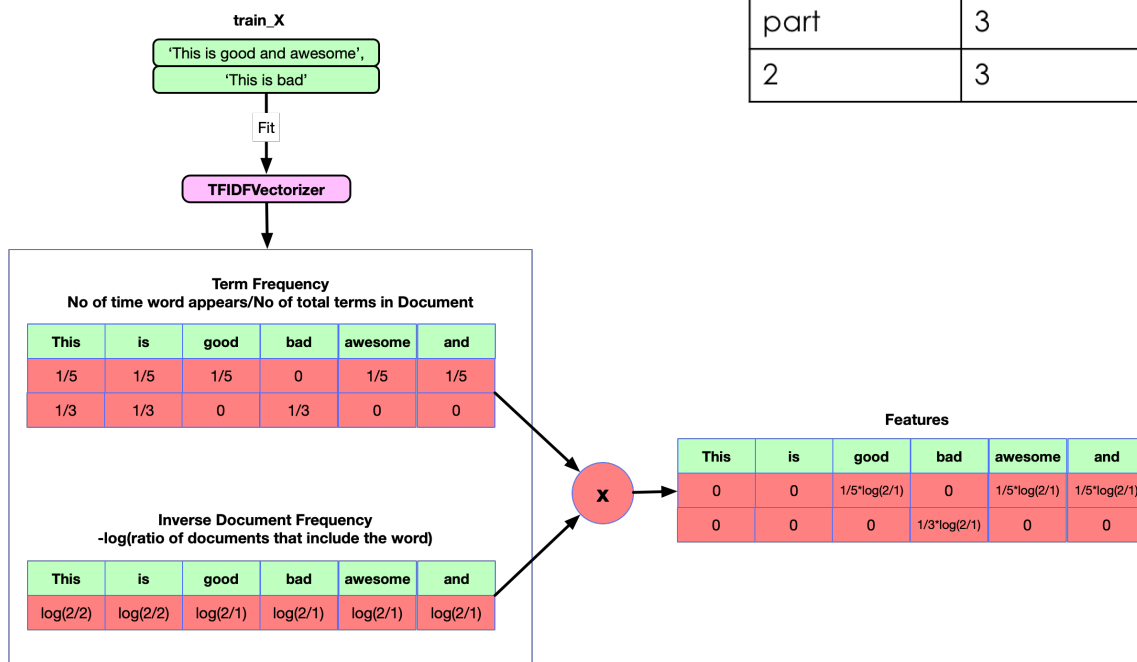 train_X
‘This is good and awesome’,
‘This is bad’
Fit
TFIDFVectorizer
part 3
2 3
Term Frequency
No of time word appears/No of total terms in Document
This is good bad awesome and
1/5 1/5 1/5 0 1/5 1/5
1/3 1/3 0 1/3 0 0
Inverse Document Frequency
-log(ratio of documents that include the word)
This is good bad awesome and
log(2/2) log(2/2) log(2/1) log(2/1) log(2/1) log(2/1)
x
Features
This is good bad awesome and
0 0 1/5*log(2/1) 0 1/5*log(2/1) 1/5*log(2/1)
0 0 0 1/3*log(2/1) 0 0